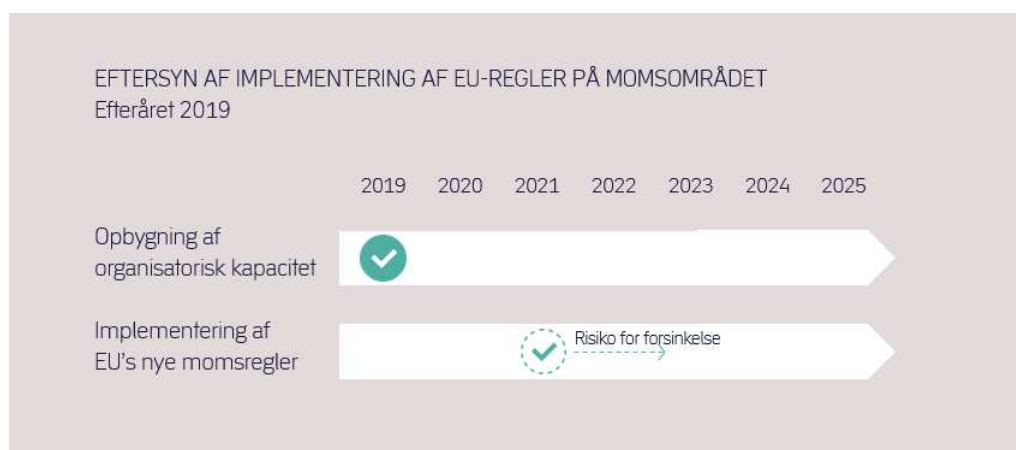 EFTERSYN AF IMPLEMENTERING AF EU-REGLER PÅ MOMSOMRÅDET
Efteråret 2019
2019 2020 2021 2022 2023 2024 2025
Opbygning af
organisatorisk kapacitet
Implementering af
EU's nye momsregler
Risiko for forsinkelse